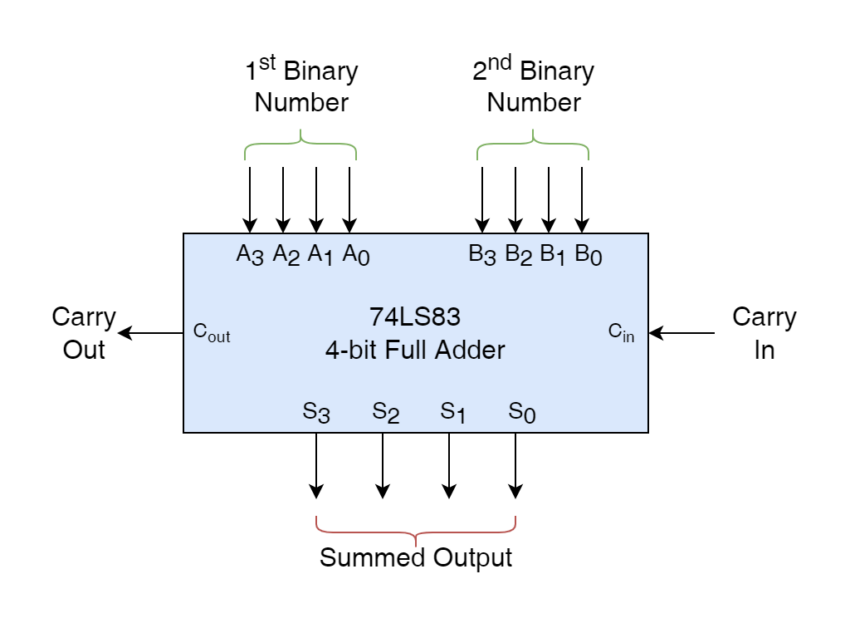 1st Binary
Number
2nd Binary
Number
A3 A2 A1 A0
B3 B2 B1 B0
Carry
Out
Cout
74LS83
4-bit Full Adder
Cin
Carry
In
S3 S2 S1 S0
Summed Output